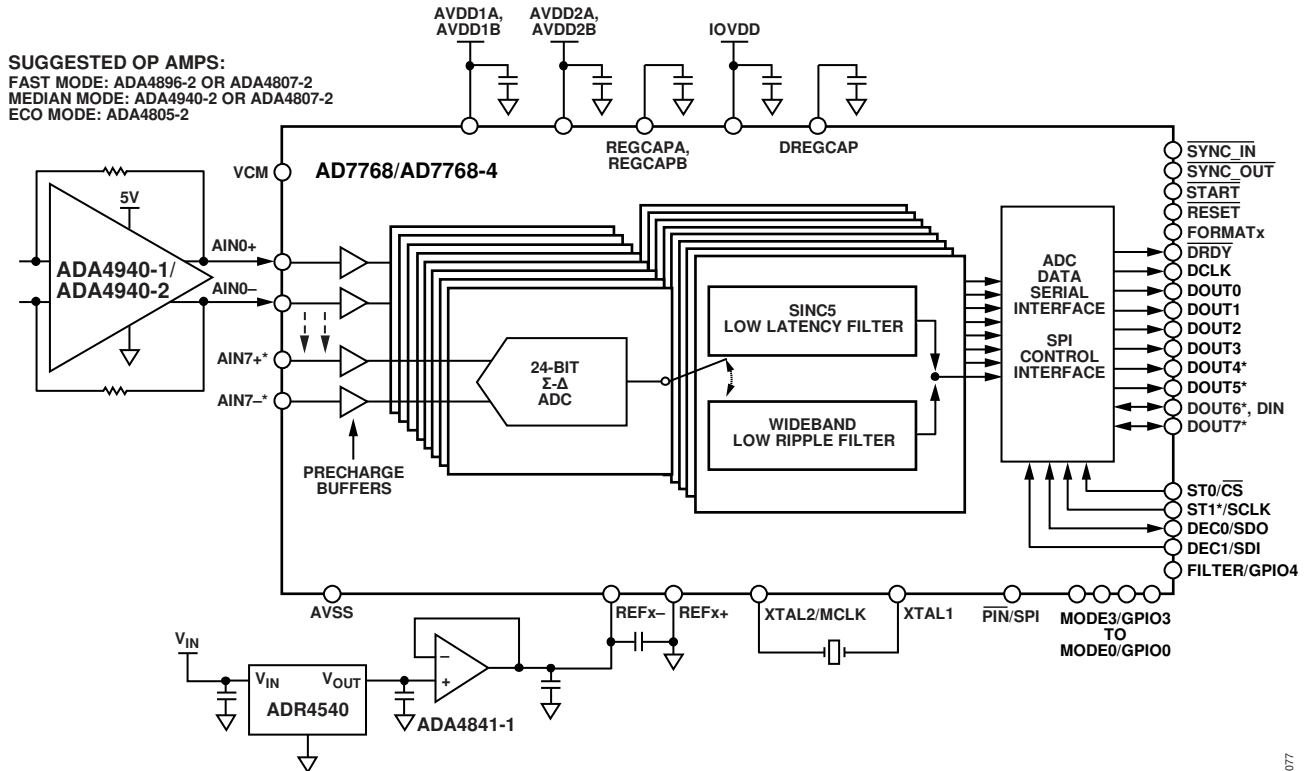 AVDD1A,
AVDD1B
AVDD2A,
AVDD2B
IOVDD
SUGGESTED OP AMPS:
FAST MODE: ADA4896-2 OR ADA4807-2
MEDIAN MODE: ADA4940-2 OR ADA4807-2
ECO MODE: ADA4805-2
REGCAPA,
REGCAPB
DREGCAP
VCM
AD7768/AD7768-4
SYNC_IN
SYNC_OUT
START
RESET
FORMATx
DRDY
DCLK
DOUT0
DOUT1
DOUT2
DOUT3
DOUT4*
DOUT5*
DOUT6*, DIN
DOUT7*
5V
ADA4940-1/
ADA4940-2
AIN0+
AIN0–
AIN7+*
AIN7–*
PRECHARGE
BUFFERS
24-BIT
Σ-Δ
ADC
SINC5
LOW LATENCY FILTER
WIDEBAND
LOW RIPPLE FILTER
ADC
DATA
SERIAL
INTERFACE
SPI
CONTROL
INTERFACE
ST0/CS
ST1*/SCLK
DEC0/SDO
DEC1/SDI
FILTER/GPIO4
AVSS
REFx–
REFx+
XTAL2/MCLK
XTAL1
PIN/SPI
MODE3/GPIO3
TO
MODE0/GPIO0
VIN
VIN
VOUT
ADR4540
–
+
ADA4841-1
077